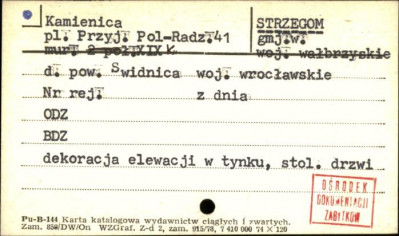 Kamienica
STRZEGOM
pl. Przyj. Pol-Radz.41
gmj.w.
mur. 2 poł.XIX k
woj. wałbrzyskie
d. pow. Swidnica woj. wrocławskie
Nr rej. z dnia
ODZ
BDZ
dekoracja elewacji w tynku, stol. drzwi
OŚRODEK
DOKUMENTACJI
ZABYTKÓW
Pu-B-144 Karta katalogowa wydawnictw ciągłych i zwartych.
Zam. 859/DW/On WZGraf. Z-d 2, zam. 915/78, 7 410 000 74 X 120